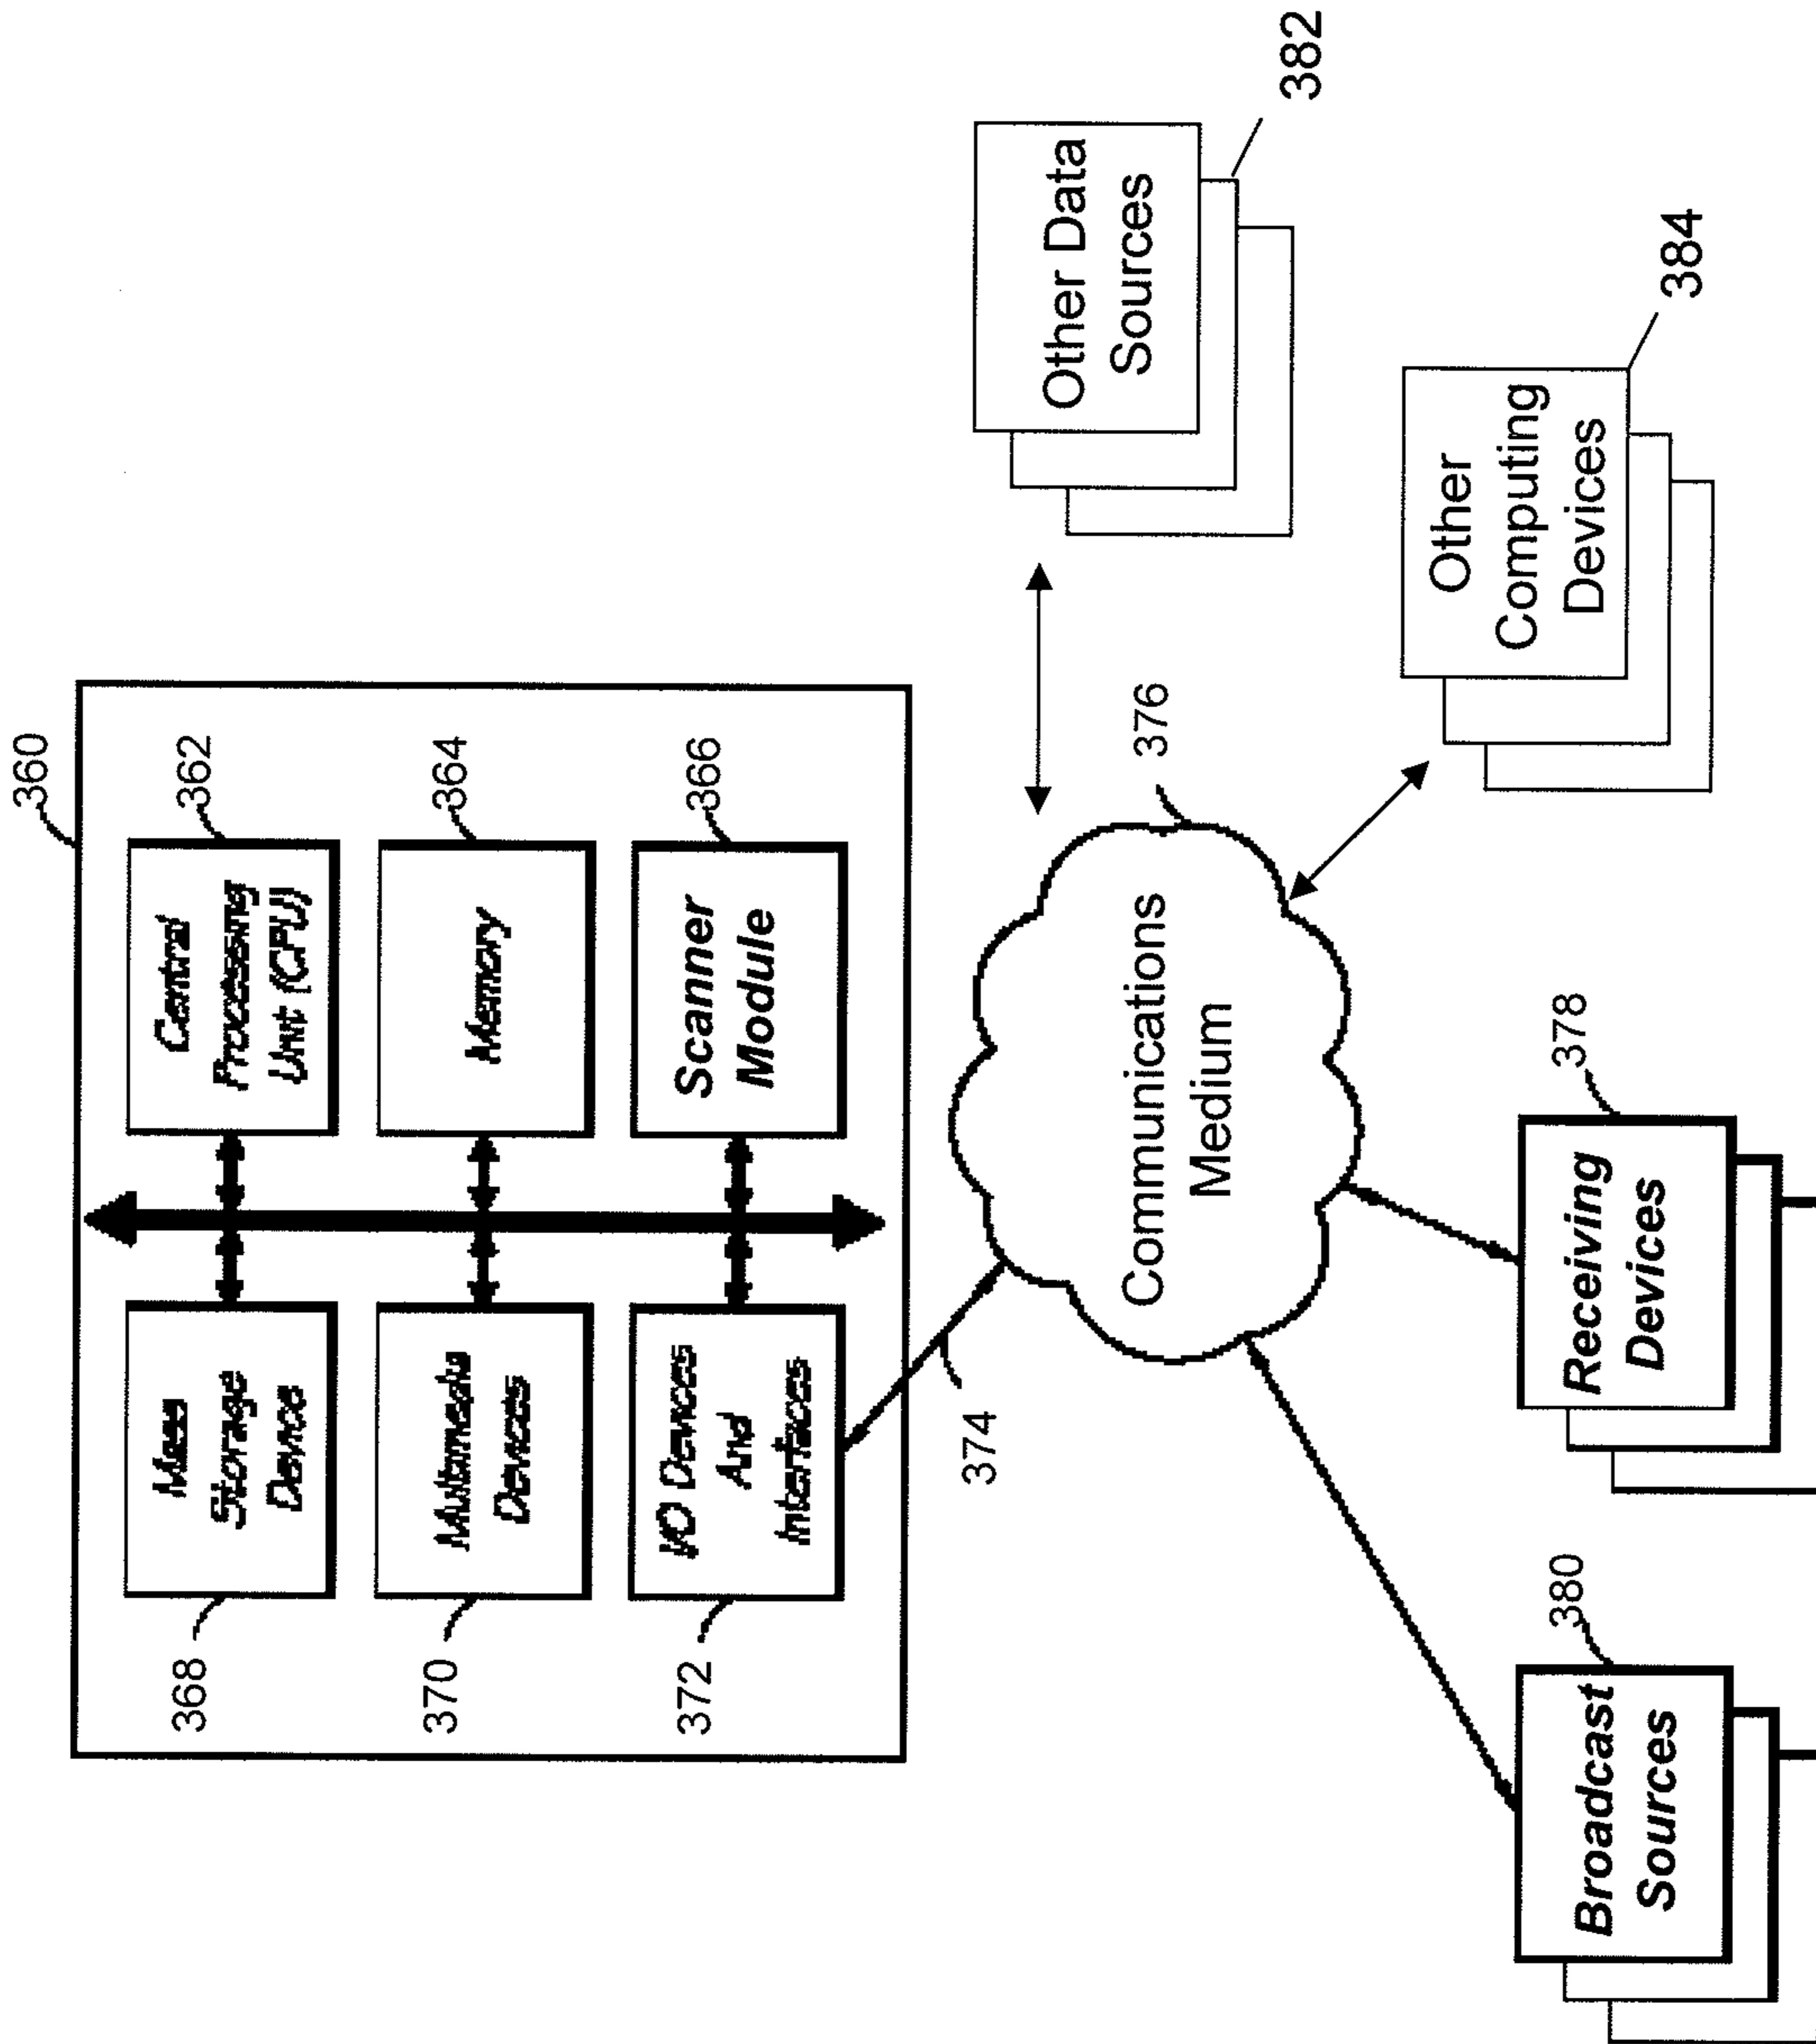 360
368
Mass
Storage
Device
Central
Processing
Unit (CPU)
362
370
Multimedia
Devices
Memory
364
372
I/O Devices
And
Interfaces
Scanner
Module
366
374
Communications
Medium
376
Other Data
Sources
382
Other
Computing
Devices
384
380
Broadcast
Sources
378
Receiving
Devices